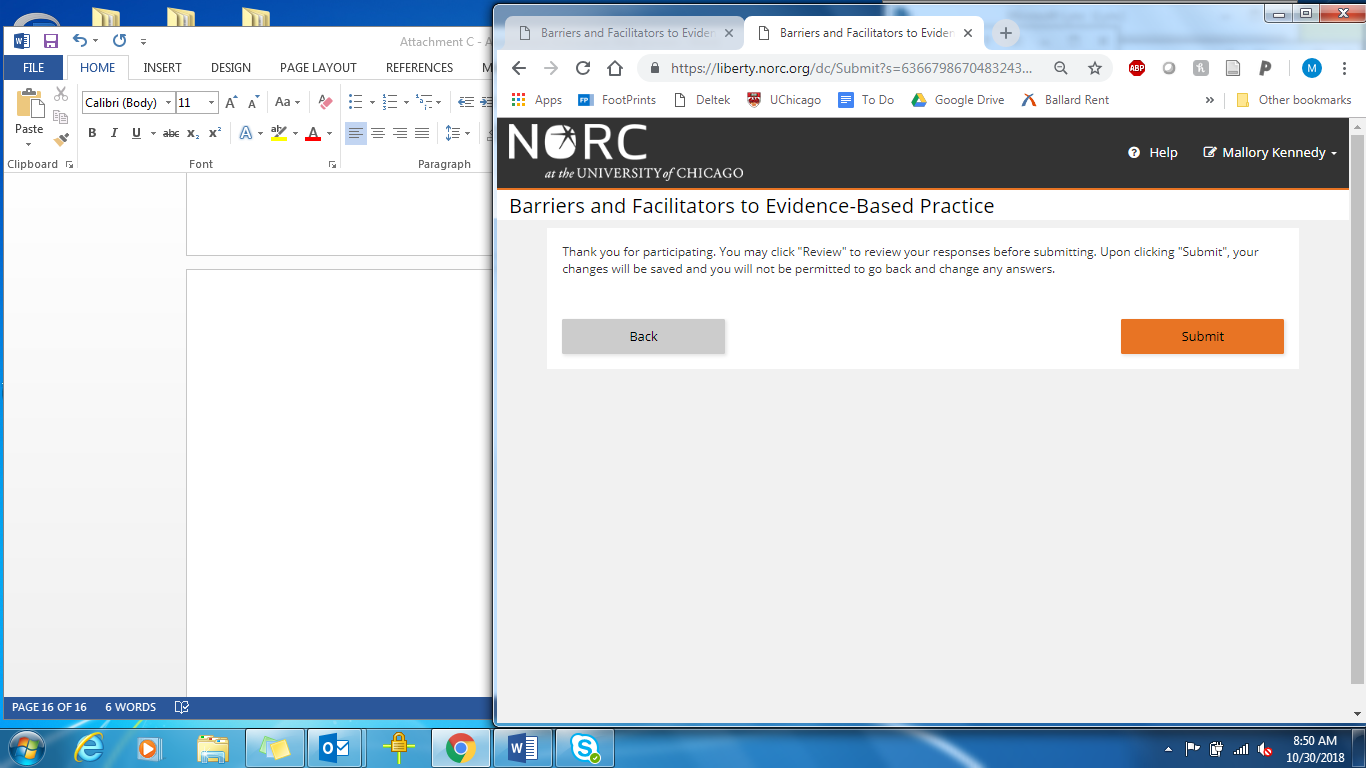 Attachment C - A
FILE HOME INSERT DESIGN PAGE LAYOUT REFERENCES M
Paste
Calibri (Body) 11
Clipboard Font Paragraph
PAGE 16 OF 16 6 WORDS
Barriers and Facilitators to Eviden
Barriers and Facilitators to Eviden
https://liberty.norc.org/dc/Submit?s=6366798670483243...
Apps FootPrints Deltek UChicago To Do Google Drive Ballard Rent » Other bookmarks
NORC
at the UNIVERSITY of CHICAGO
Help Mallory Kennedy
Barriers and Facilitators to Evidence-Based Practice
Thank you for participating. You may click "Review" to review your responses before submitting. Upon clicking "Submit", your
changes will be saved and you will not be permitted to go back and change any answers.
Back Submit
8:50 AM
10/30/2018